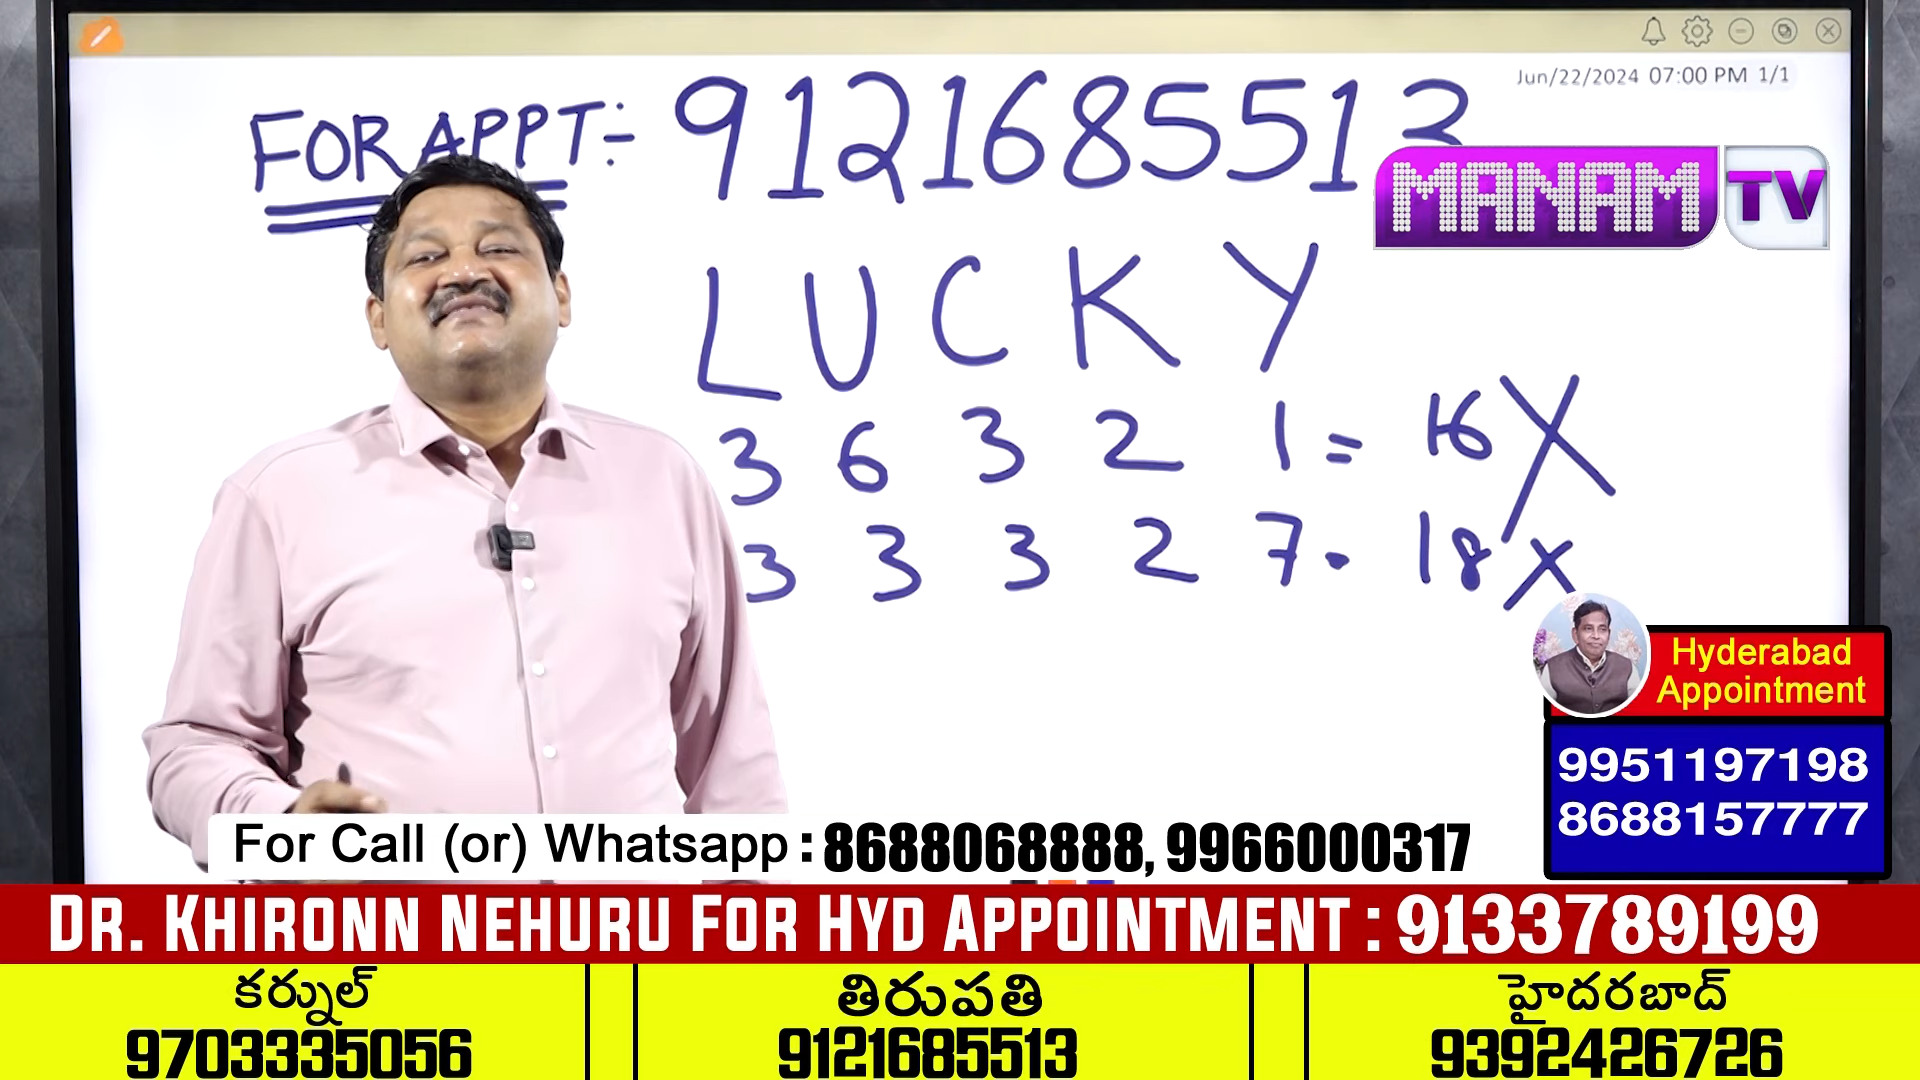 Jun/22/2024 07:00 PM 1/1
FOR APPT:- 9121685513
MANAM TV
L U C K Y
3 6 3 2 1 = 16 X
3 3 3 2 7 . 18 X
Hyderabad
Appointment
9951197198
8688157777
For Call (or) Whatsapp : 8688068888, 9966000317
DR. KHIRONN NEHURU FOR HYD APPOINTMENT : 9133789199
కర్నుల్
9703335056
తిరుపతి
9121685513
హైదరబాద్
9392426726